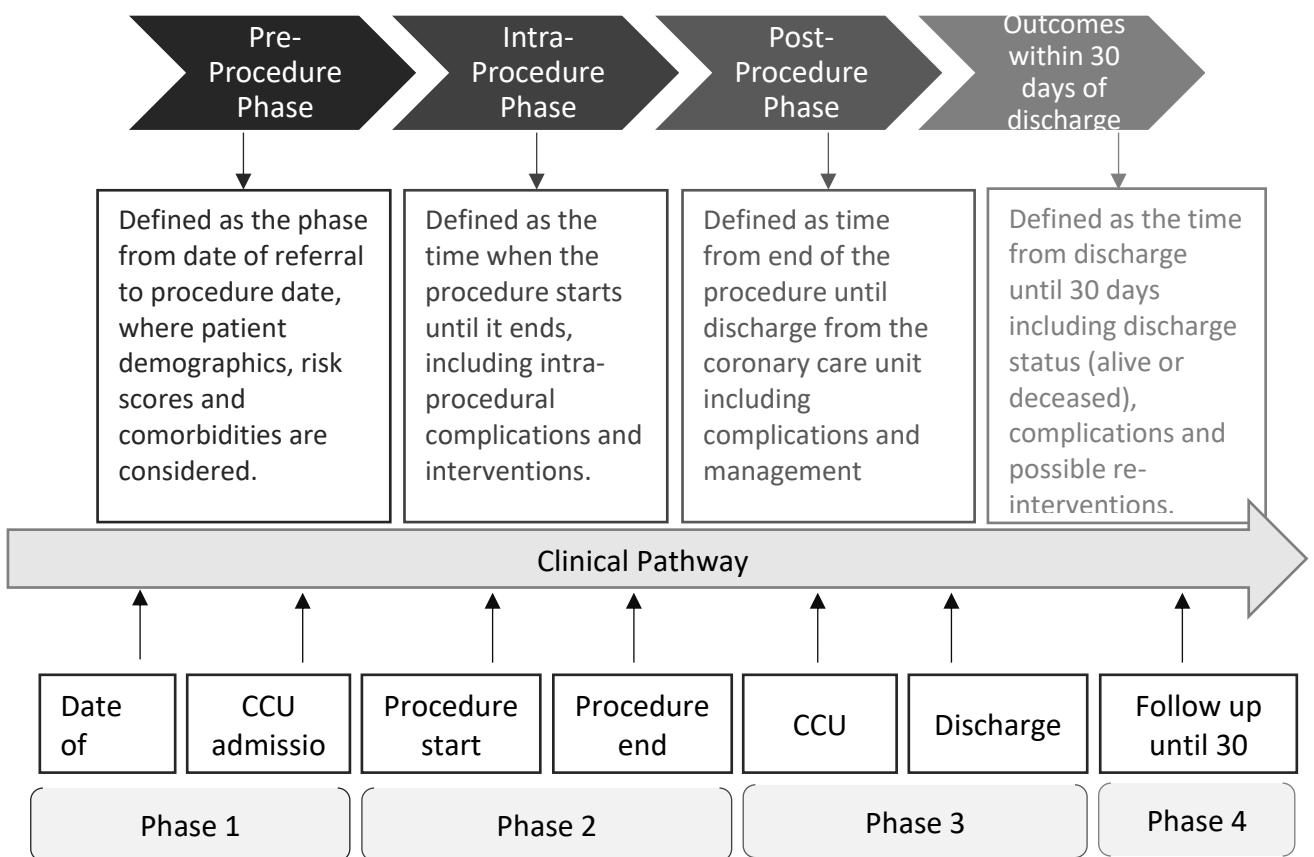 Pre-
Procedure
Phase
Intra-
Procedure
Phase
Post-
Procedure
Phase
Outcomes
within 30
days of
discharge
Defined as the phase
from date of referral
to procedure date,
where patient
demographics, risk
scores and
comorbidities are
considered.
Defined as the
time when the
procedure starts
until it ends,
including intra-
procedural
complications and
interventions.
Defined as time
from end of the
procedure until
discharge from the
coronary care unit
including
complications and
management
Defined as the time
from discharge
until 30 days
including discharge
status (alive or
deceased),
complications and
possible re-
interventions.
Clinical Pathway
Date
of
CCU
admissio
Procedure
start
Procedure
end
CCU
Discharge
Follow up
until 30
Phase 1
Phase 2
Phase 3
Phase 4